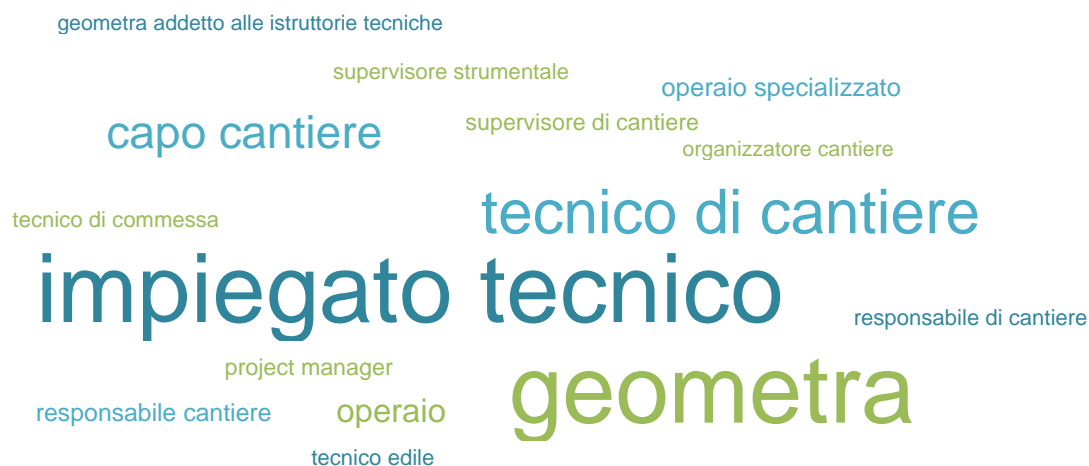 geometra addetto alle istruttorie tecniche
supervisore strumentale
operaio specializzato
capo cantiere
supervisore di cantiere
organizzatore cantiere
tecnico di commessa
tecnico di cantiere
impiegato tecnico
responsabile di cantiere
project manager
geometra
responsabile cantiere
operaio
tecnico edile